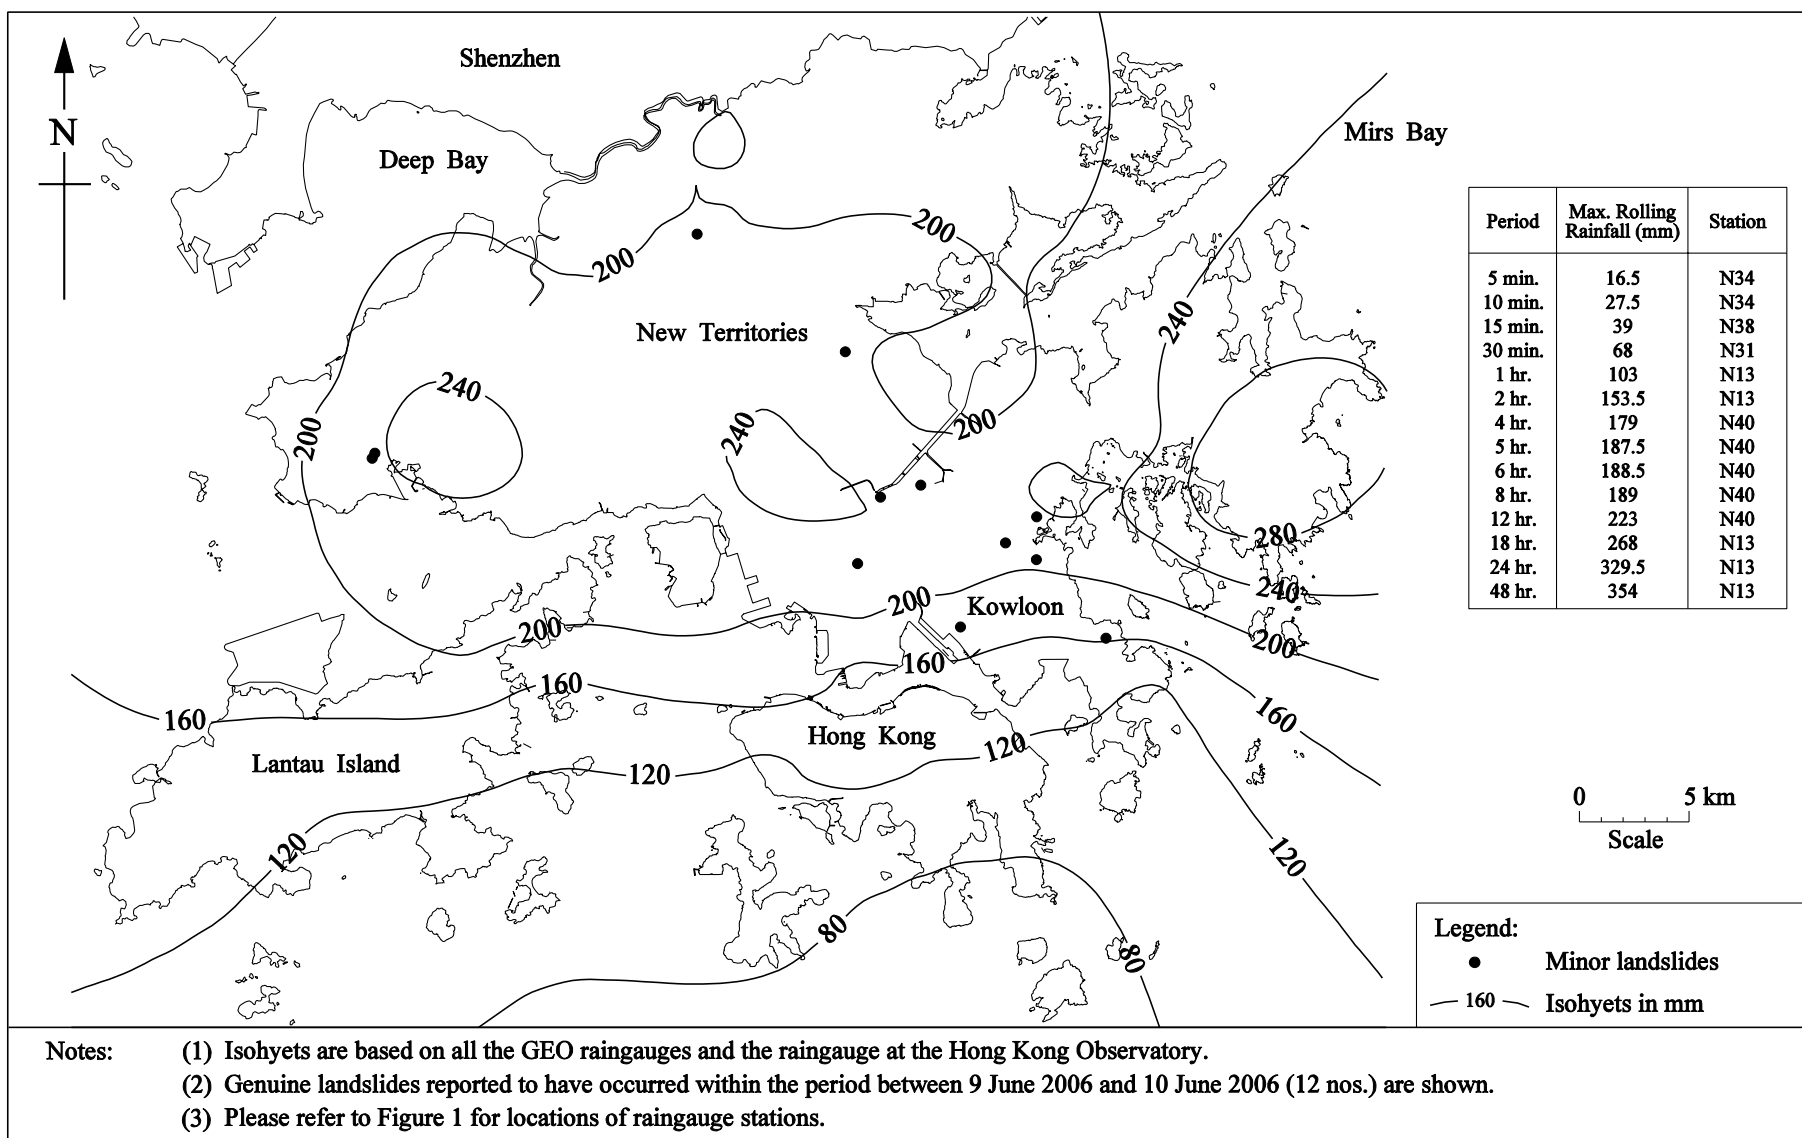 Shenzhen
Mirs Bay
N
Deep Bay
200
200
New Territories
240
240
240
200
200
280
240
200
Kowloon
200
200
160
160
160
160
Hong Kong
120
Lantau Island
120
120
120
80
80
Period Max. Rolling Rainfall (mm) Station
5 min. 16.5 N34
10 min. 27.5 N34
15 min. 39 N38
30 min. 68 N31
1 hr. 103 N13
2 hr. 153.5 N13
4 hr. 179 N40
5 hr. 187.5 N40
6 hr. 188.5 N40
8 hr. 189 N40
12 hr. 223 N40
18 hr. 268 N13
24 hr. 329.5 N13
48 hr. 354 N13
0 5 km
Scale
Legend:
Minor landslides
160 Isohyets in mm
Notes: (1) Isohyets are based on all the GEO raingauges and the raingauge at the Hong Kong Observatory.
(2) Genuine landslides reported to have occurred within the period between 9 June 2006 and 10 June 2006 (12 nos.) are shown.
(3) Please refer to Figure 1 for locations of raingauge stations.